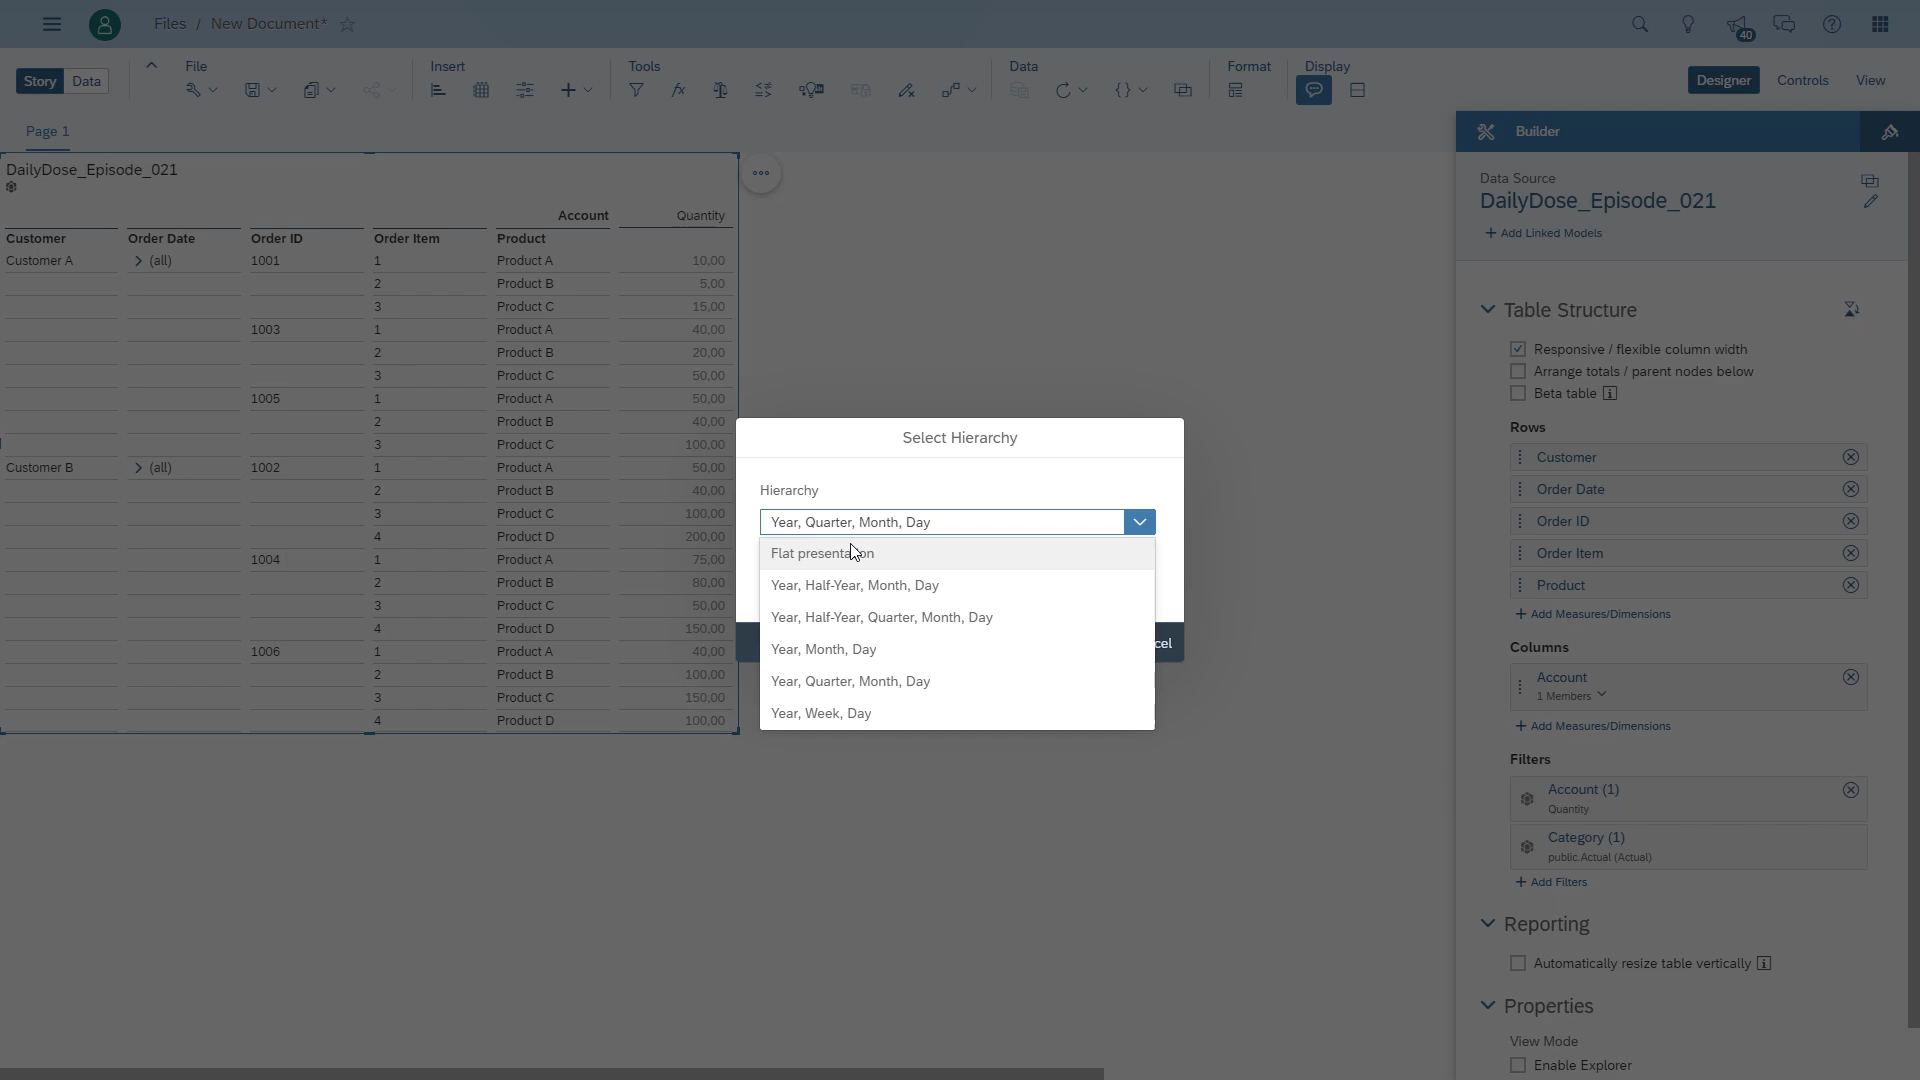 Files / New Document*
40
Story Data
File
Insert
Tools
Data
Format
Display
Designer Controls View
Page 1
Builder
DailyDose_Episode_021
Account Quantity
Customer Order Date Order ID Order Item Product
Customer A (all) 1001 1 Product A 10,00
2 Product B 5,00
3 Product C 15,00
1003 1 Product A 40,00
2 Product B 20,00
3 Product C 50,00
1005 1 Product A 50,00
2 Product B 40,00
3 Product C 100,00
Customer B (all) 1002 1 Product A 50,00
2 Product B 40,00
3 Product C 100,00
4 Product D 200,00
1004 1 Product A 75,00
2 Product B 80,00
3 Product C 50,00
4 Product D 150,00
1006 1 Product A 40,00
2 Product B 100,00
3 Product C 150,00
4 Product D 100,00
Select Hierarchy
Hierarchy
Year, Quarter, Month, Day
Flat
Year, Half-Year, Month, Day
Year, Half-Year, Quarter, Month, Day
Year, Month, Day
Year, Quarter, Month, Day
Year, Week, Day
cel
Data Source
DailyDose_Episode_021
+ Add Linked Models
Table Structure
Responsive / flexible column width
Arrange totals / parent nodes below
Beta table
Rows
Customer
Order Date
Order ID
Order Item
Product
+ Add Measures/Dimensions
Columns
Account
1 Members
+ Add Measures/Dimensions
Filters
Account (1)
Quantity
Category (1)
public.Actual (Actual)
+ Add Filters
Reporting
Automatically resize table vertically
Properties
View Mode
Enable Explorer